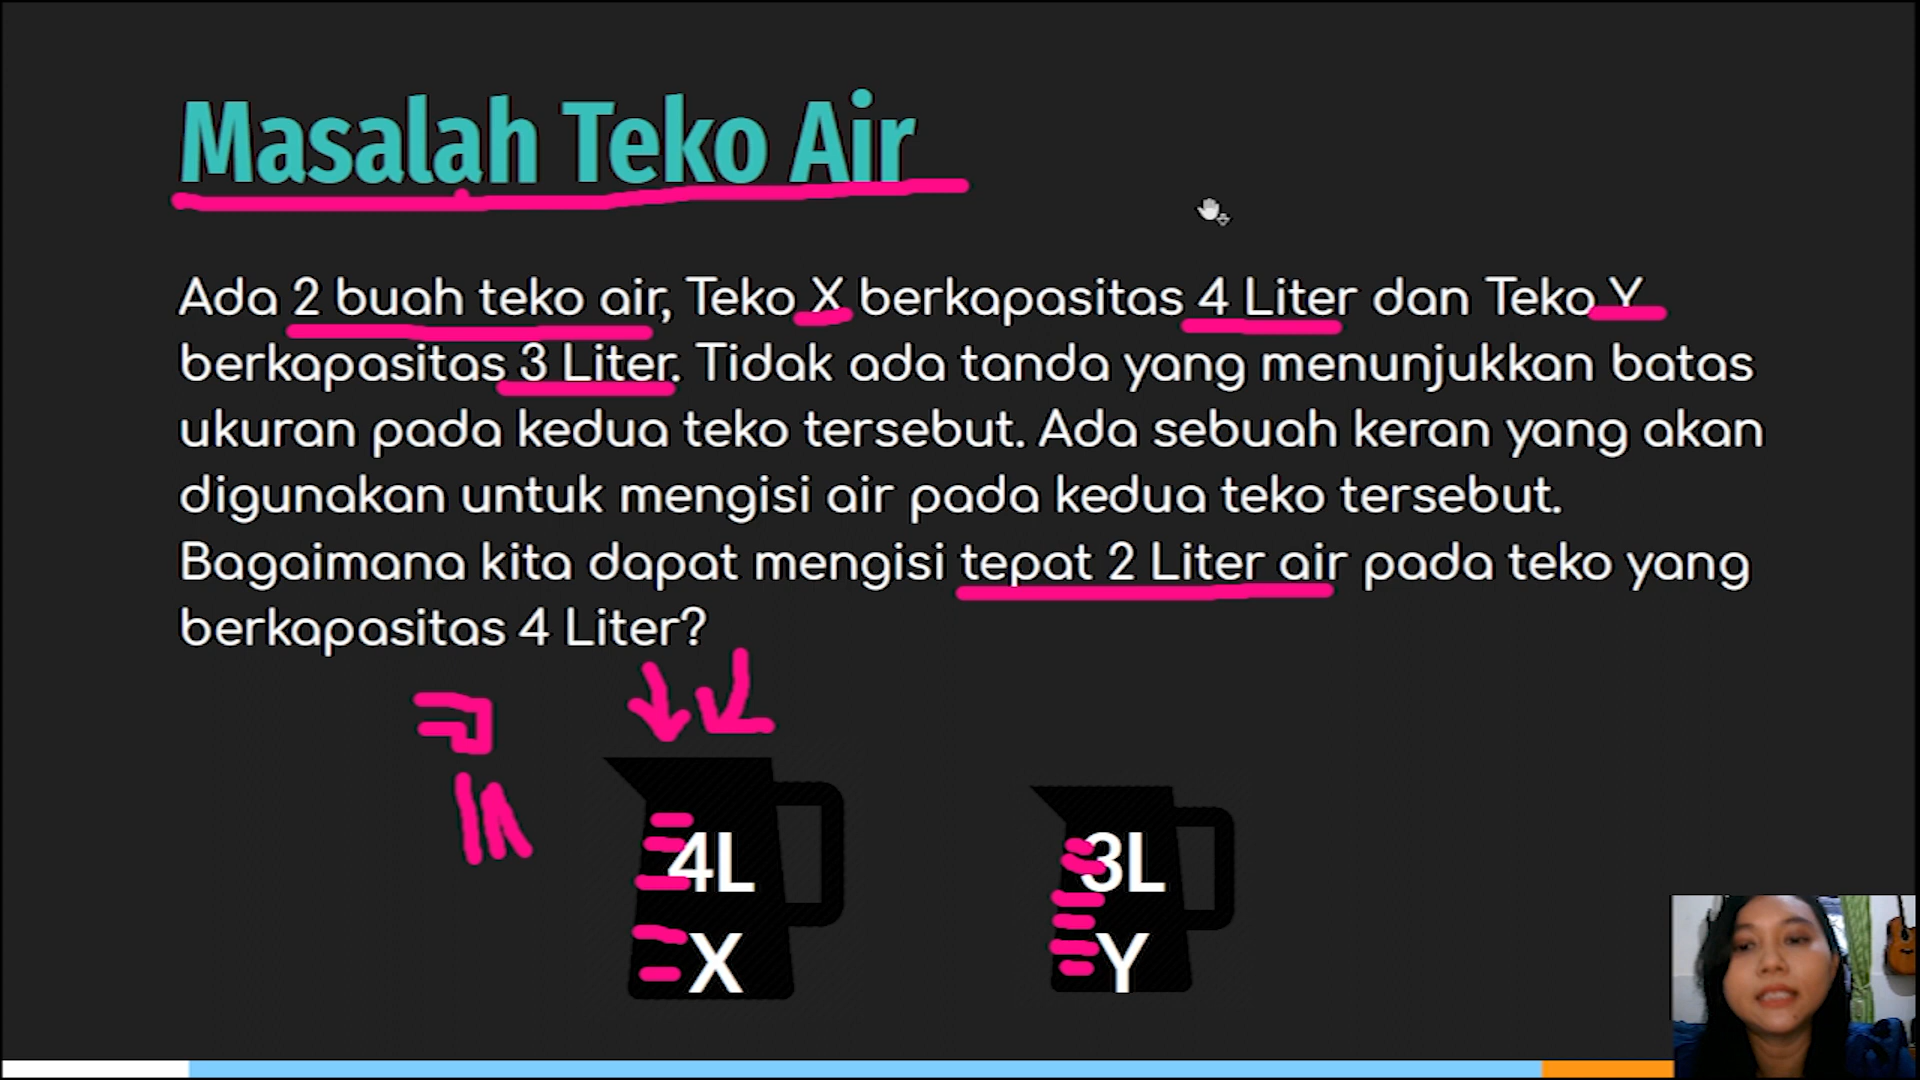 Masalah Teko Air
Ada 2 buah teko air, Teko X berkapasitas 4 Liter dan Teko Y
berkapasitas 3 Liter. Tidak ada tanda yang menunjukkan batas
ukuran pada kedua teko tersebut. Ada sebuah keran yang akan
digunakan untuk mengisi air pada kedua teko tersebut.
Bagaimana kita dapat mengisi tepat 2 Liter air pada teko yang
berkapasitas 4 Liter?
4L
X
3L
Y